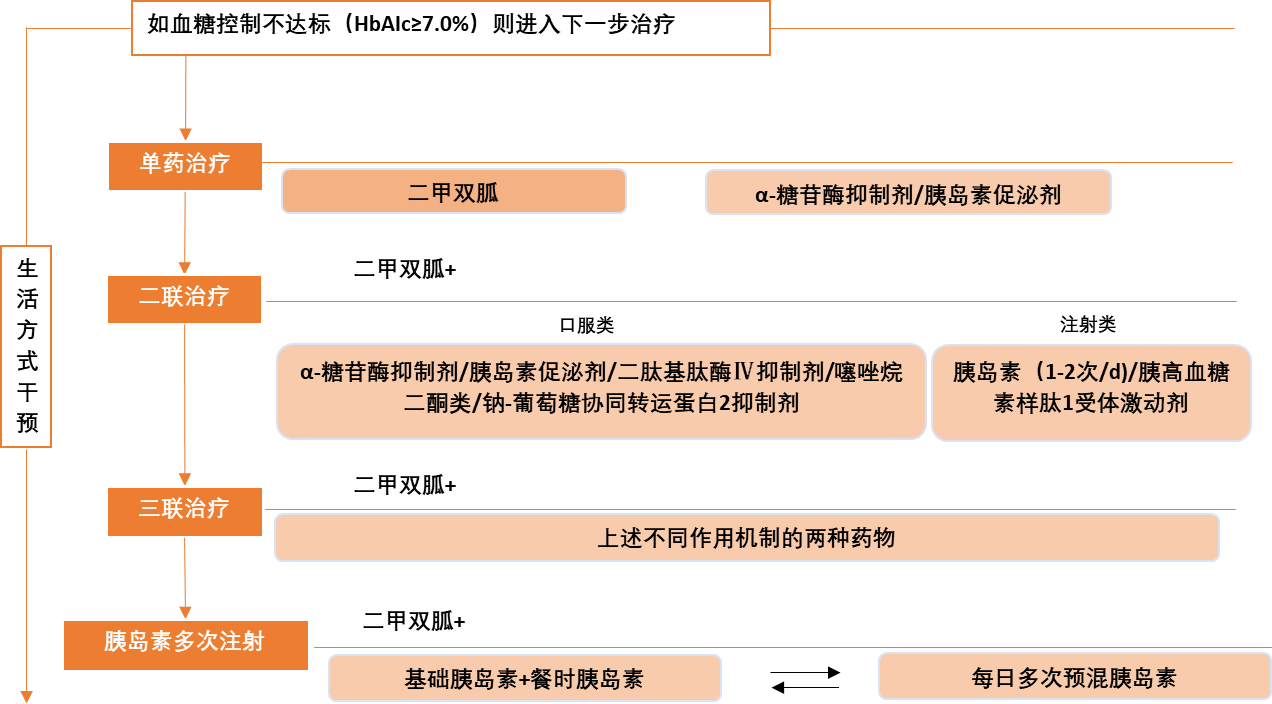 如血糖控制不达标（HbAIc≥7.0%）则进入下一步治疗
单药治疗
二甲双胍
α-糖苷酶抑制剂/胰岛素促泌剂
生活方式干预
二甲双胍+
二联治疗
口服类
注射类
α-糖苷酶抑制剂/胰岛素促泌剂/二肽基肽酶Ⅳ抑制剂/噻唑烷
二酮类/钠-葡萄糖协同转运蛋白2抑制剂
胰岛素（1-2次/d)/胰高血糖
素样肽1受体激动剂
二甲双胍+
三联治疗
上述不同作用机制的两种药物
二甲双胍+
胰岛素多次注射
基础胰岛素+餐时胰岛素
每日多次预混胰岛素